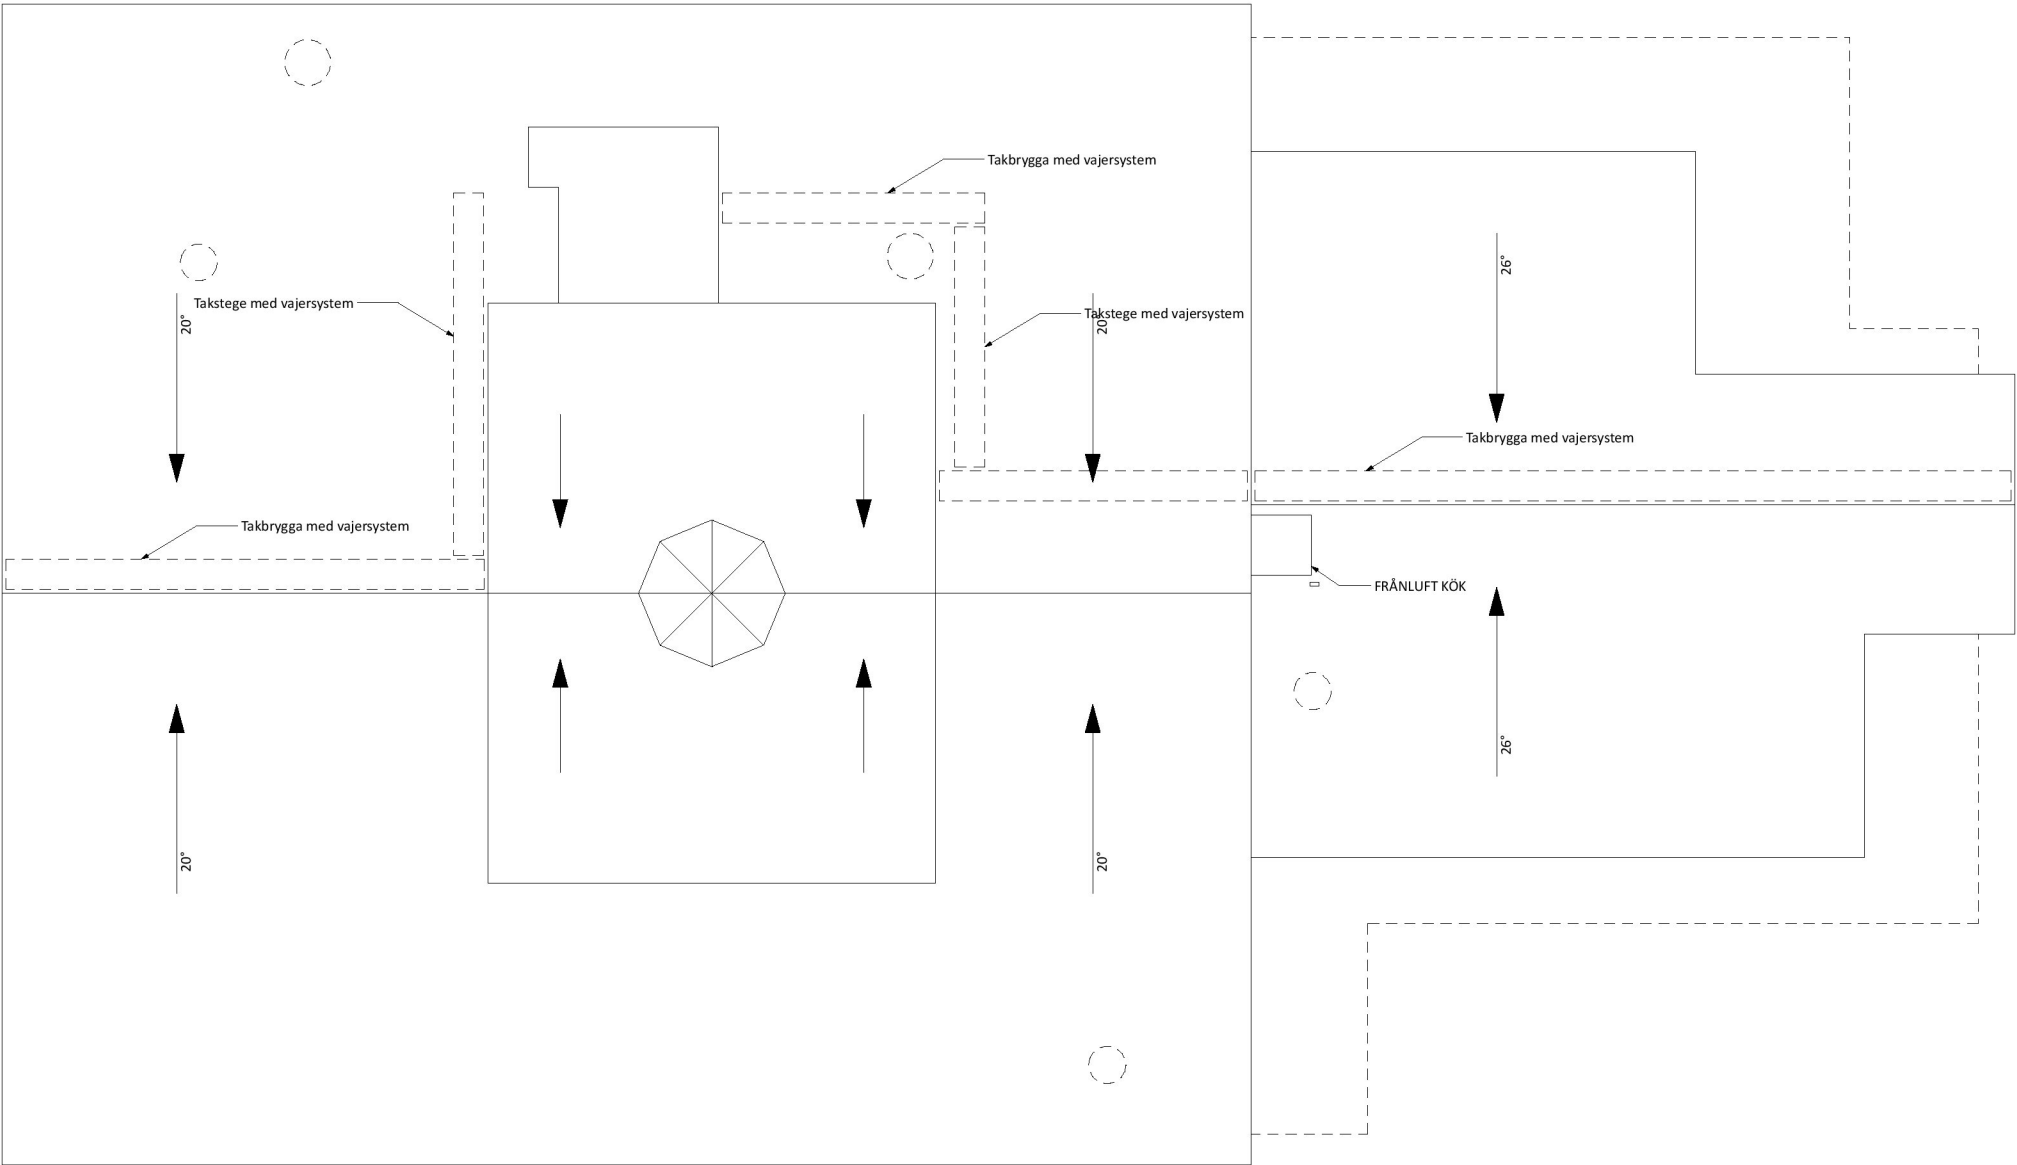 Takbrygga med vajersystem
26°
Takstege med vajersystem
20°
Takstege med vajersystem
20°
Takbrygga med vajersystem
Takbrygga med vajersystem
FRÅNLUFT KÖK
26°
20°
20°